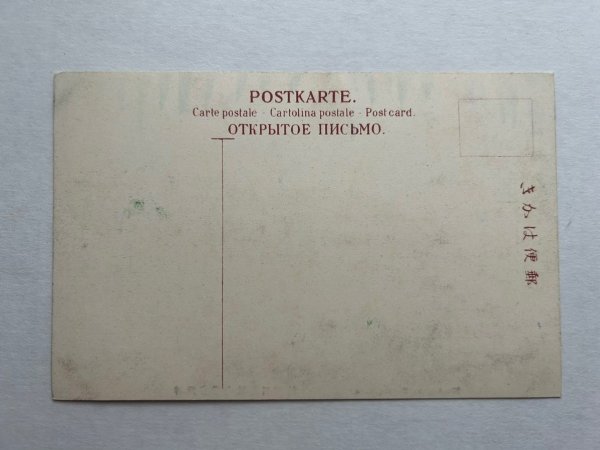 POSTKARTE.
Carte postale - Cartolina postale - Post card.
ОТКРЫТОЕ ПИСЬМО.
郵便はかき